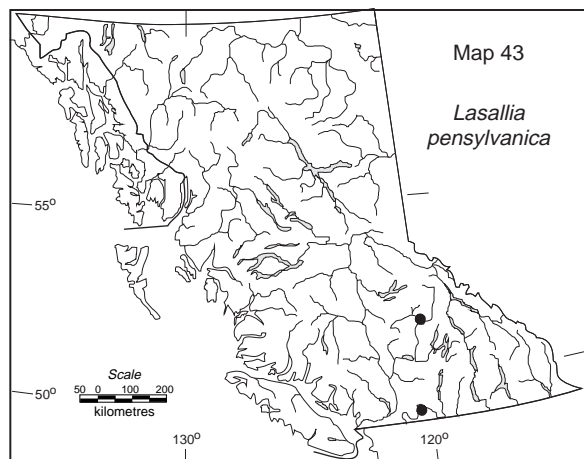 Map 43
Lasallia
pensylvanica
55°
50°
Scale
50 0 100 200
kilometres
130°
120°